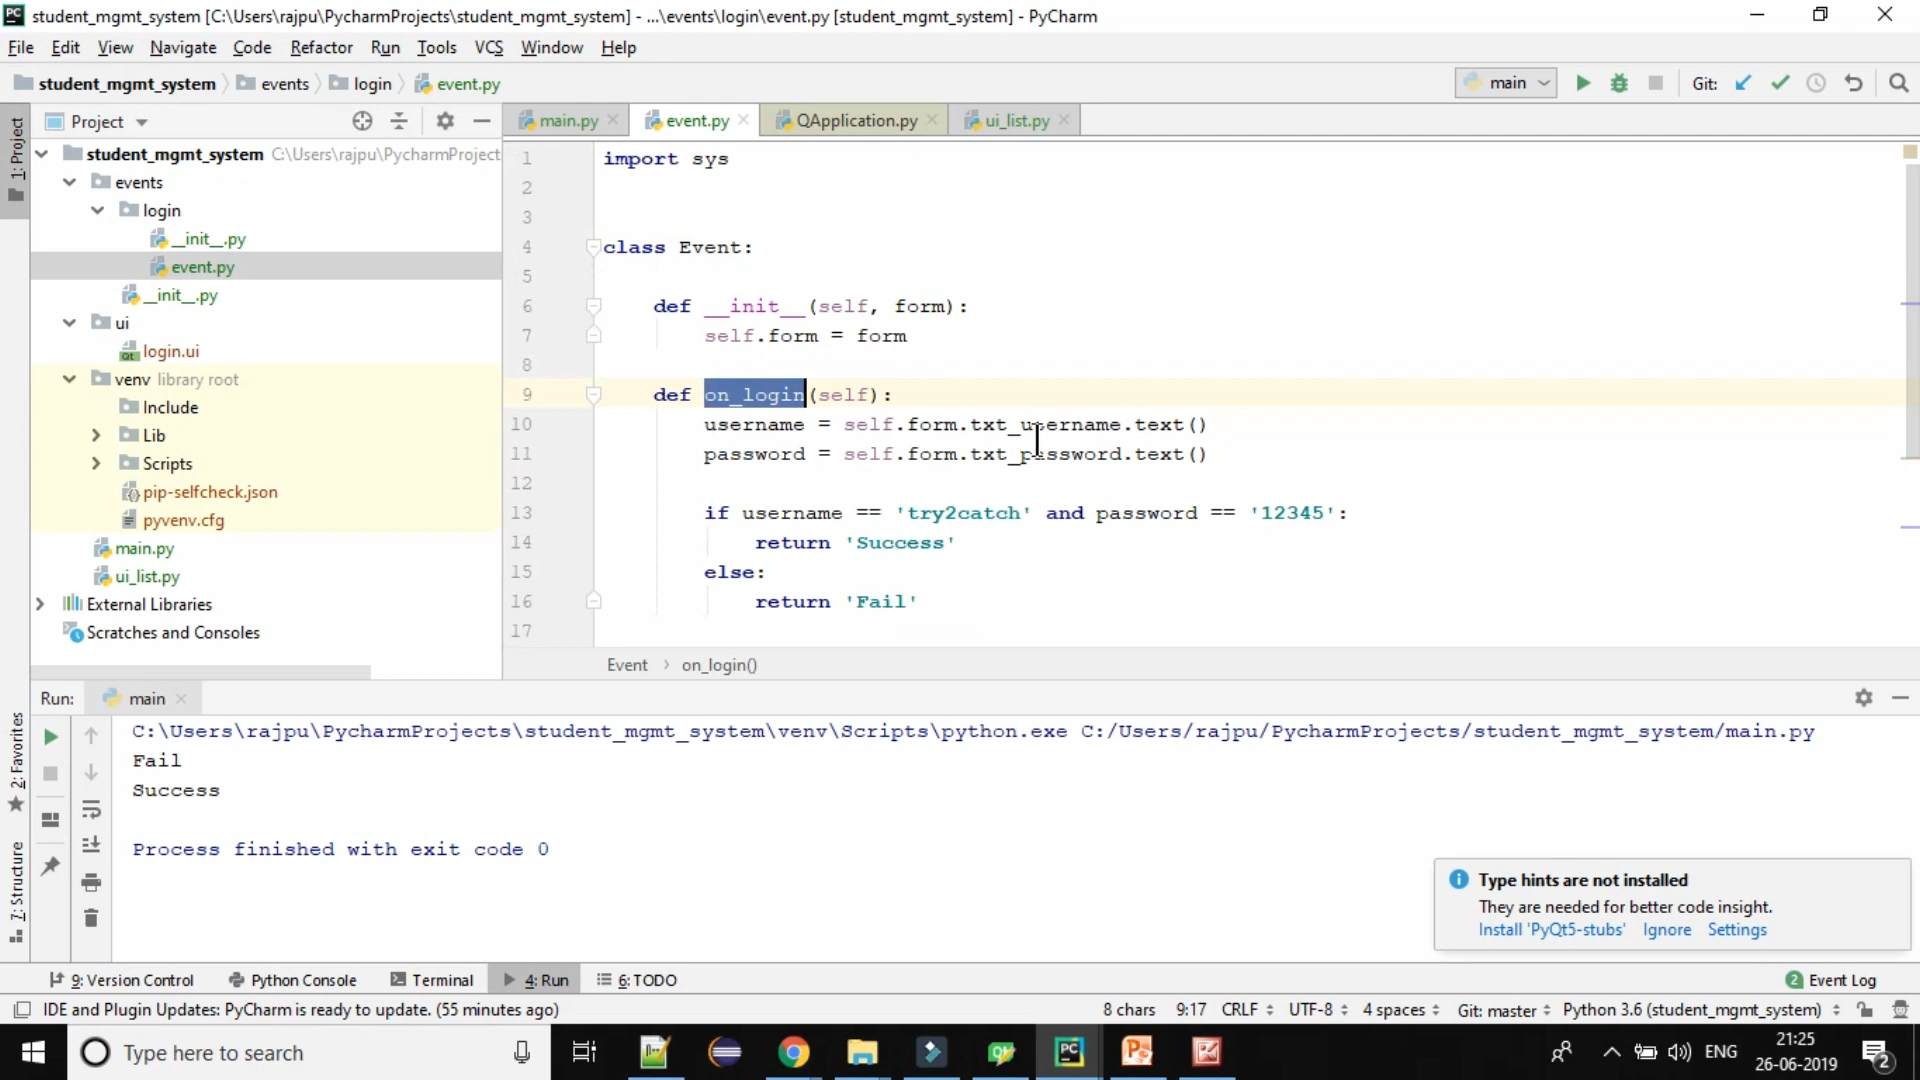 student_mgmt_system [C:\Users\rajpu\PycharmProjects\student_mgmt_system] - ...\events\login\event.py [student_mgmt_system] - PyCharm
File Edit View Navigate Code Refactor Run Tools VCS Window Help
student_mgmt_system events login event.py main Git:
Project
main.py event.py QApplication.py ui_list.py
1: Project
student_mgmt_system C:\Users\rajpu\PycharmProject
events
login
__init__.py
event.py
__init__.py
ui
login.ui
venv library root
Include
Lib
Scripts
pip-selfcheck.json
pyvenv.cfg
main.py
ui_list.py
External Libraries
Scratches and Consoles
1 import sys
2
3
4 class Event:
5
6 def __init__(self, form):
7 self.form = form
8
9 def on_login(self):
10 username = self.form.txt_username.text()
11 password = self.form.txt_password.text()
12
13 if username == 'try2catch' and password == '12345':
14 return 'Success'
15 else:
16 return 'Fail'
17
Event on_login()
Run: main
C:\Users\rajpu\PycharmProjects\student_mgmt_system\venv\Scripts\python.exe C:/Users/rajpu/PycharmProjects/student_mgmt_system/main.py
Fail
Success
Process finished with exit code 0
2: Favorites
7: Structure
Type hints are not installed
They are needed for better code insight.
Install 'PyQt5-stubs' Ignore Settings
9: Version Control Python Console Terminal 4: Run 6: TODO 2 Event Log
IDE and Plugin Updates: PyCharm is ready to update. (55 minutes ago) 8 chars 9:17 CRLF UTF-8 4 spaces Git: master Python 3.6 (student_mgmt_system)
Type here to search ENG 21:25
26-06-2019 2